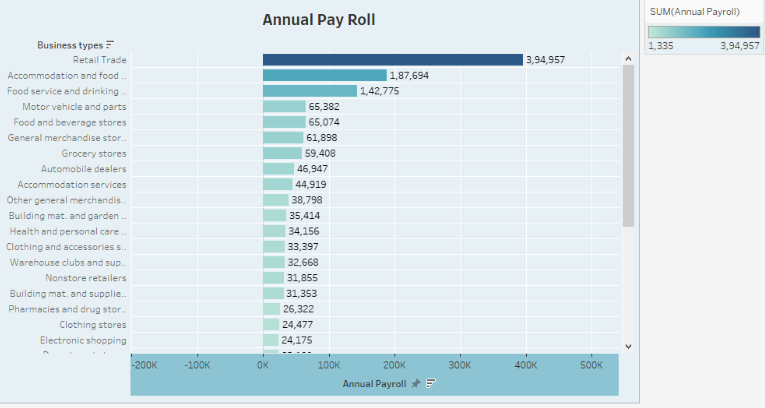 Annual Pay Roll
SUM(Annual Payroll)
1,335 3,94,957
Business types
Retail Trade 3,94,957
Accommodation and food .. 1,87,694
Food service and drinking .. 1,42,775
Motor vehicle and parts 65,382
Food and beverage stores 65,074
General merchandise stor.. 61,898
Grocery stores 59,408
Automobile dealers 46,947
Accommodation services 44,919
Other general merchandis.. 38,798
Building mat. and garden .. 35,414
Health and personal care .. 34,156
Clothing and accessories s.. 33,397
Warehouse clubs and sup.. 32,668
Nonstore retailers 31,855
Building mat. and supplie.. 31,353
Pharmacies and drug stor.. 26,322
Clothing stores 24,477
Electronic shopping 24,175
-200K -100K 0K 100K 200K 300K 400K 500K
Annual Payroll